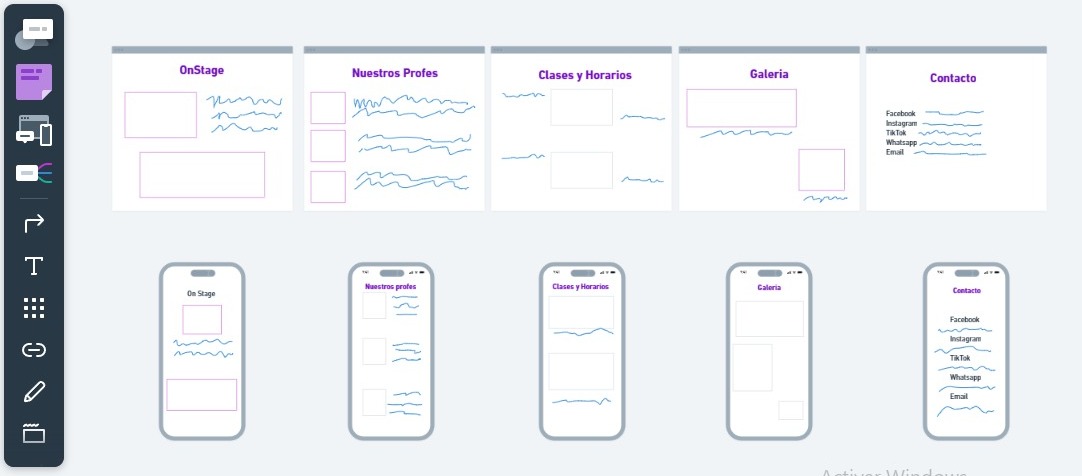 OnStage
Nuestros Profes
Clases y Horarios
Galeria
Contacto
Facebook
Instagram
TikTok
Whatsapp
Email
On Stage
Nuestros profes
Clases y Horarios
Galeria
Contacto
Facebook
Instagram
TikTok
Whatsapp
Email
Activar Windows